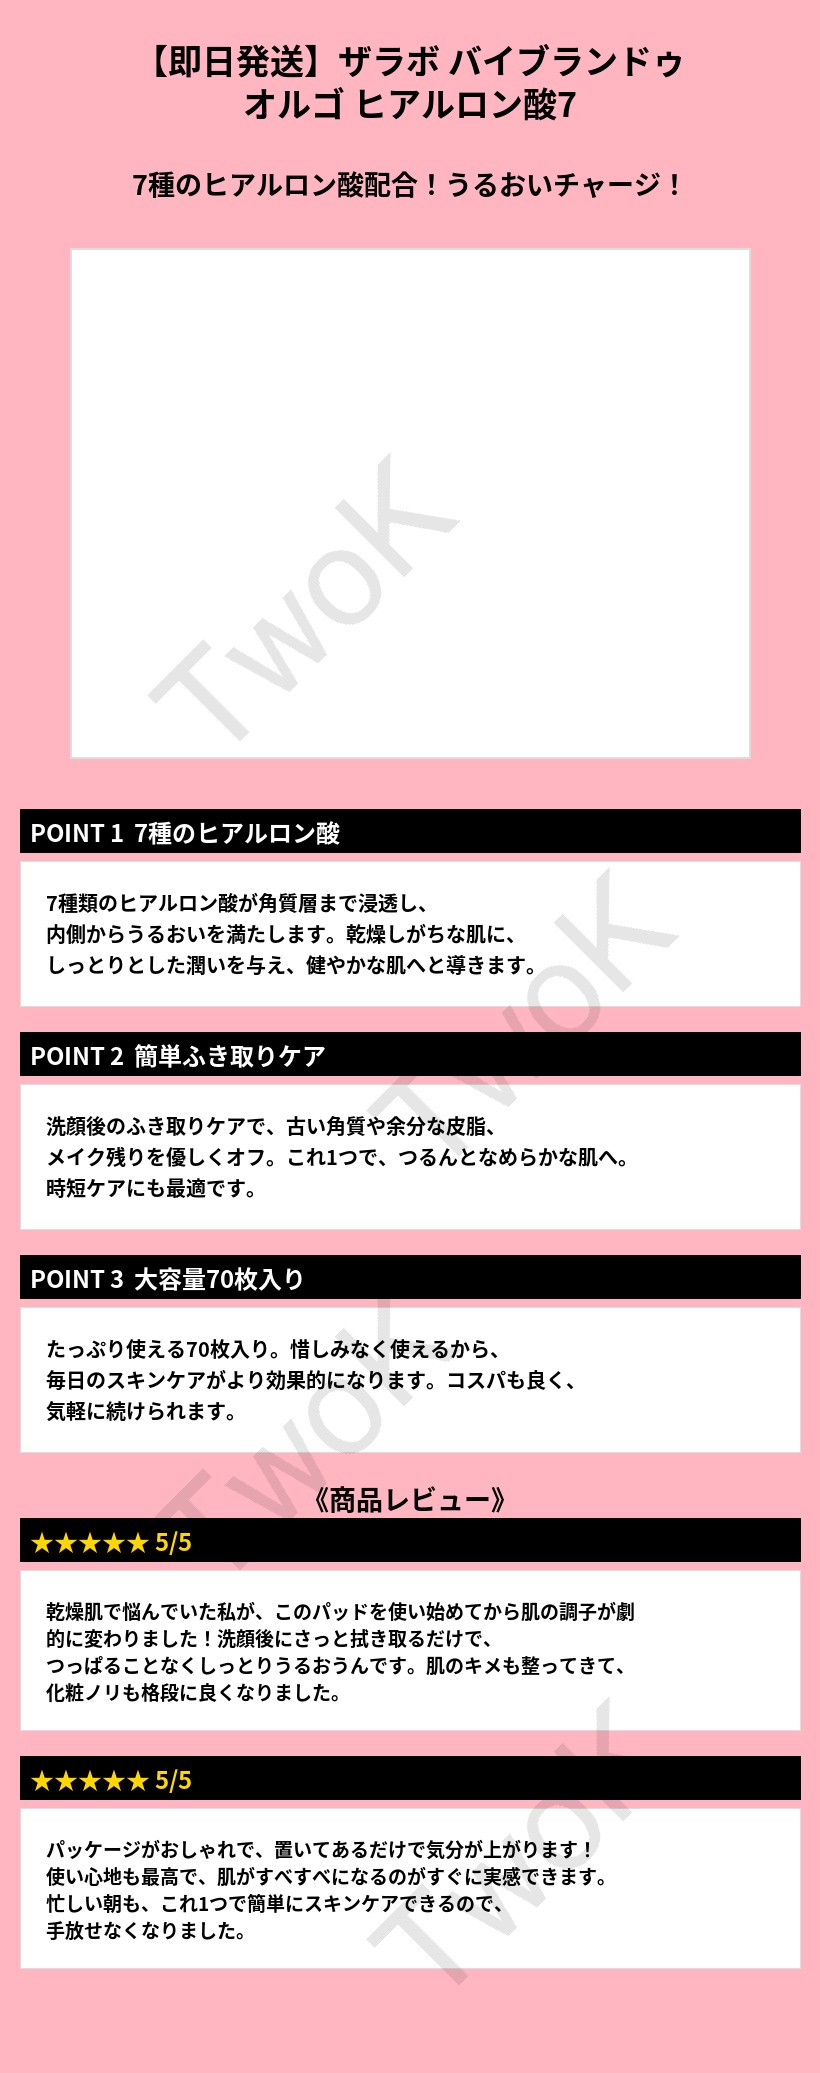 【即日発送】ザラボ バイブランドゥ
オルゴ ヒアルロン酸7
7種のヒアルロン酸配合！うるおいチャージ！
TwoK
POINT 1 7種のヒアルロン酸
7種類のヒアルロン酸が角質層まで浸透し、
内側からうるおいを満たします。乾燥しがちな肌に、
しっとりとした潤いを与え、健やかな肌へと導きます。
TwoK
POINT 2 簡単ふき取りケア
洗顔後のふき取りケアで、古い角質や余分な皮脂、
メイク残りを優しくオフ。これ1つで、つるんとなめらかな肌へ。
時短ケアにも最適です。
POINT 3 大容量70枚入り
たっぷり使える70枚入り。惜しみなく使えるから、
毎日のスキンケアがより効果的になります。コスパも良く、
気軽に続けられます。
TwoK
《商品レビュー》
★★★★★ 5/5
乾燥肌で悩んでいた私が、このパッドを使い始めてから肌の調子が劇
的に変わりました！洗顔後にさっと拭き取るだけで、
つっぱることなくしっとりうるおうんです。肌のキメも整ってきて、
化粧ノリも格段に良くなりました。
★★★★★ 5/5
パッケージがおしゃれで、置いてあるだけで気分が上がります！
使い心地も最高で、肌がすべすべになるのがすぐに実感できます。
忙しい朝も、これ1つで簡単にスキンケアできるので、
手放せなくなりました。
TwoK